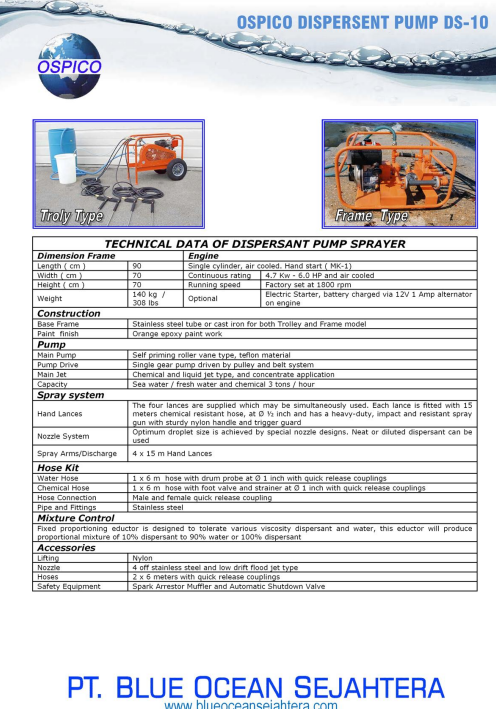 OSPICO DISPERSENT PUMP DS-10
OSPICO
Troly Type
Frame Type
TECHNICAL DATA OF DISPERSANT PUMP SPRAYER
Dimension Frame Engine
Length ( cm ) 90 Single cylinder, air cooled. Hand start ( MK-1)
Width ( cm ) 70 Continuous rating 4.7 Kw - 6.0 HP and air cooled
Height ( cm ) 70 Running speed Factory set at 1800 rpm
Weight 140 kg / 308 lbs Optional Electric Starter, battery charged via 12V 1 Amp alternator
on engine
Construction
Base Frame Stainless steel tube or cast iron for both Trolley and Frame model
Paint finish Orange epoxy paint work
Pump
Main Pump Self priming roller vane type, teflon material
Pump Drive Single gear pump driven by pulley and belt system
Main Jet Chemical and liquid jet type, and concentrate application
Capacity Sea water / fresh water and chemical 3 tons / hour
Spray system
Hand Lances The four lances are supplied which may be simultaneously used. Each lance is fitted with 15
meters chemical resistant hose, at Ø ½ inch and has a heavy-duty, impact and resistant spray
gun with sturdy nylon handle and trigger guard
Nozzle System Optimum droplet size is achieved by special nozzle designs. Neat or diluted dispersant can be
used
Spray Arms/Discharge 4 x 15 m Hand Lances
Hose Kit
Water Hose 1 x 6 m hose with drum probe at Ø 1 inch with quick release couplings
Chemical Hose 1 x 6 m hose with foot valve and strainer at Ø 1 inch with quick release couplings
Hose Connection Male and female quick release coupling
Pipe and Fittings Stainless steel
Mixture Control
Fixed proportioning eductor is designed to tolerate various viscosity dispersant and water, this eductor will produce
proportional mixture of 10% dispersant to 90% water or 100% dispersant
Accessories
Lifting Nylon
Nozzle 4 off stainless steel and low drift flood jet type
Hoses 2 x 6 meters with quick release couplings
Safety Equipment Spark Arrestor Muffler and Automatic Shutdown Valve
PT. BLUE OCEAN SEJAHTERA
www.blueoceansejahtera.com